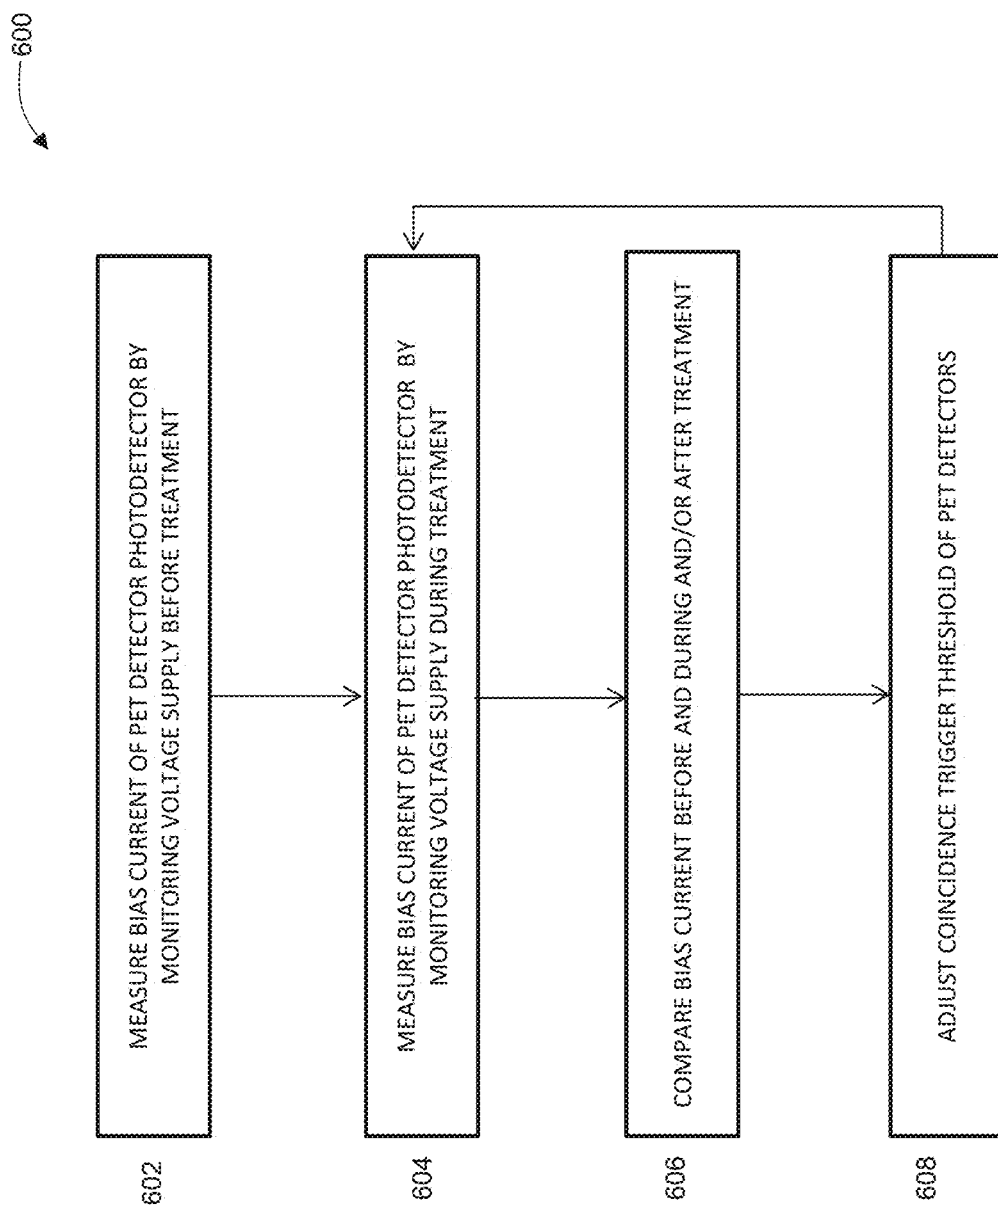 600
602
MEASURE BIAS CURRENT OF PET DETECTOR PHOTODETECTOR BY
MONITORING VOLTAGE SUPPLY BEFORE TREATMENT
604
MEASURE BIAS CURRENT OF PET DETECTOR PHOTODETECTOR BY
MONITORING VOLTAGE SUPPLY DURING TREATMENT
606
COMPARE BIAS CURRENT BEFORE AND DURING AND/OR AFTER TREATMENT
608
ADJUST COINCIDENCE TRIGGER THRESHOLD OF PET DETECTORS